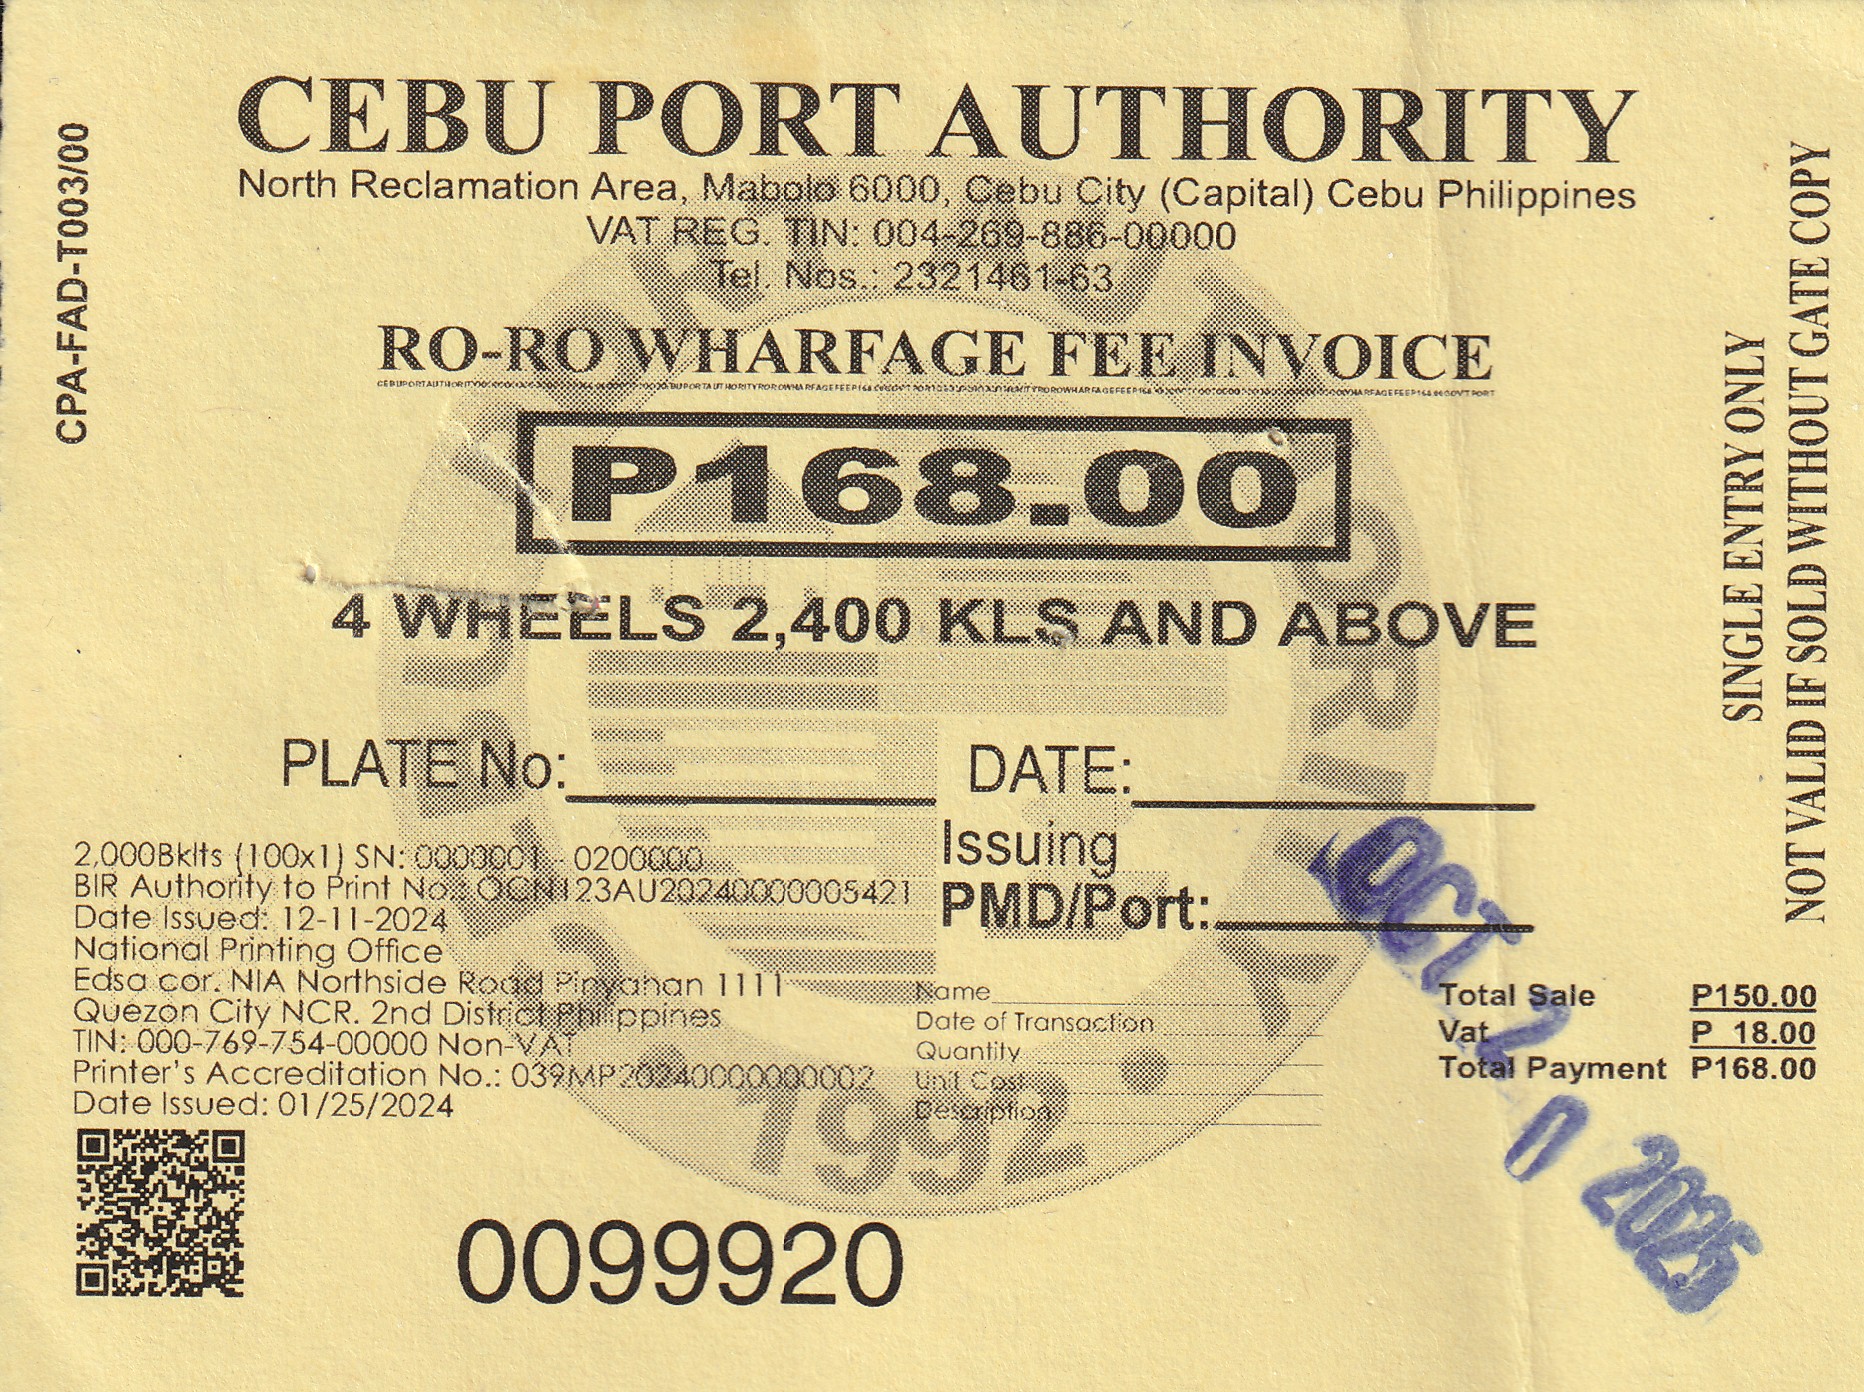 CEBU PORT AUTHORITY
North Reclamation Area, Mabolo 6000, Cebu City (Capital) Cebu Philippines
VAT REG. TIN: 004-269-886-00000
Tel. Nos.: 2321461-63
RO-RO WHARFAGE FEE INVOICE
P168.00
4 WHEELS 2,400 KLS AND ABOVE
PLATE No:
DATE:
Issuing
PMD/Port:
2,000Bklts (100x1) SN: 0000001 - 0200000
BIR Authority to Print No.: OCN123AU20240000005421
Date Issued: 12-11-2024
National Printing Office
Edsa cor. NIA Northside Road Pinyahan 1111
Quezon City NCR. 2nd District Philippines
TIN: 000-769-754-00000 Non-VAT
Printer's Accreditation No.: 039MP20240000000002
Date Issued: 01/25/2024
Name
Date of Transaction
Quantity
Unit Cost
Description
Total Sale P150.00
Vat P 18.00
Total Payment P168.00
OCT 20 2025
0099920
CPA-FAD-T003/00
SINGLE ENTRY ONLY
NOT VALID IF SOLD WITHOUT GATE COPY
CEBU PORT AUTHORITY
1992